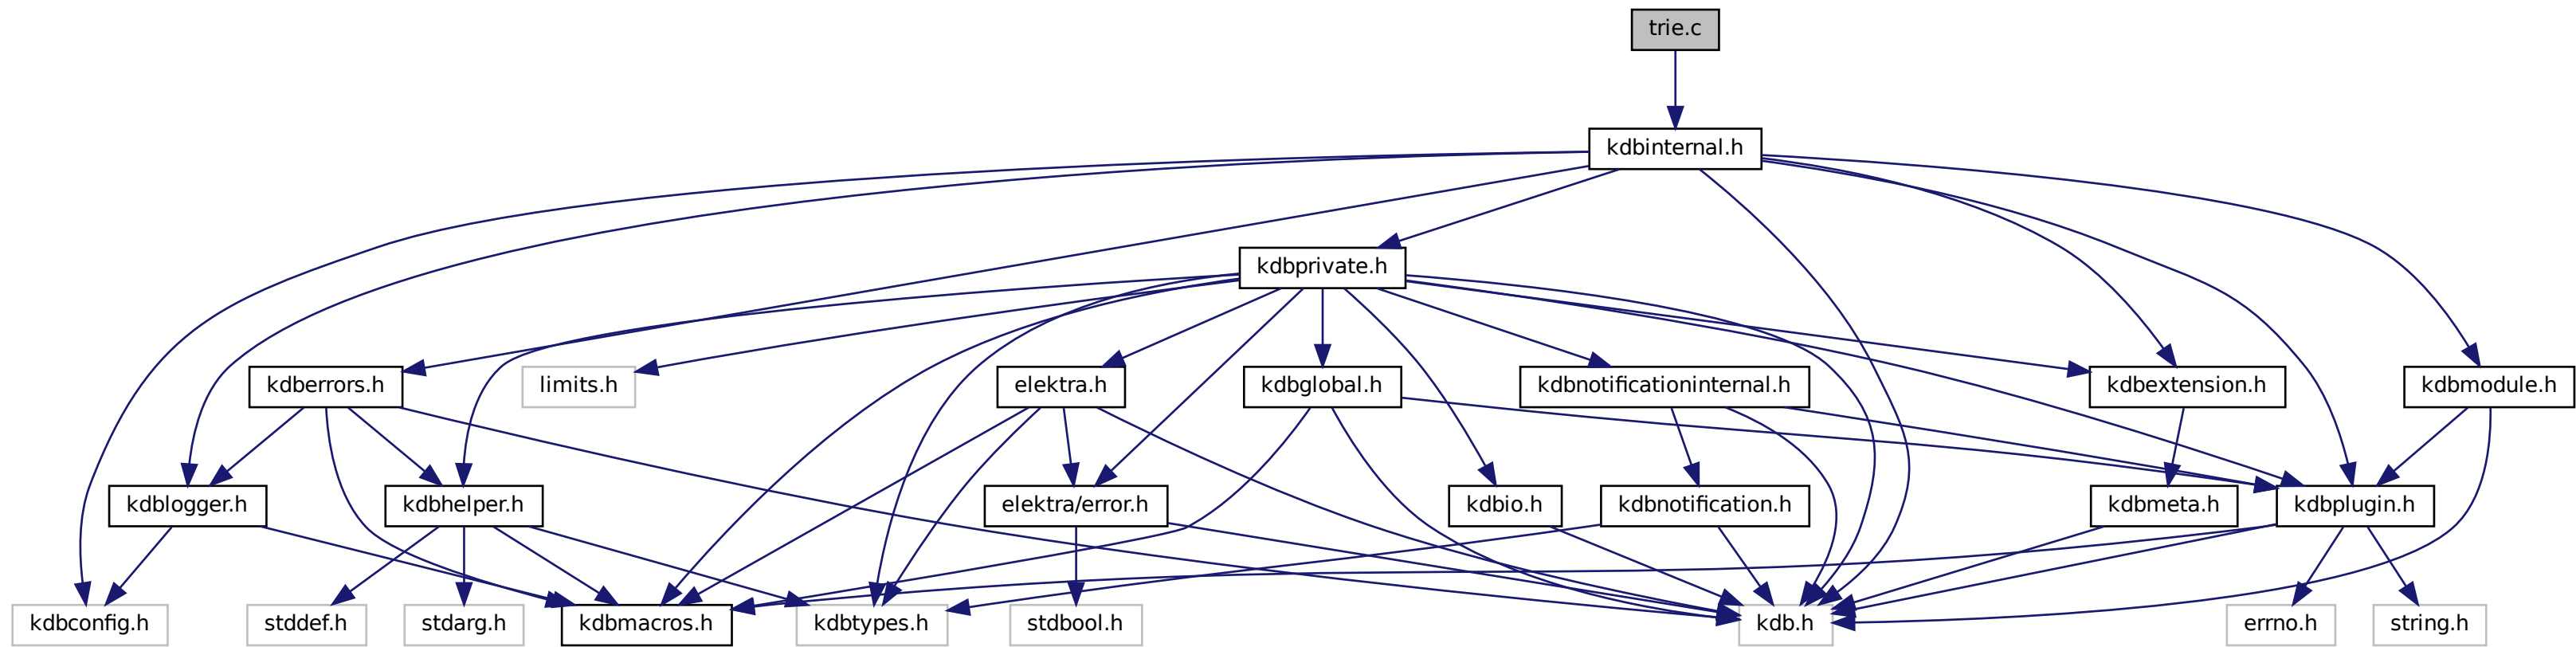 trie.c
kdbinternal.h
kdbprivate.h
kdberrors.h
limits.h
elektra.h
kdbglobal.h
kdbnotificationinternal.h
kdbextension.h
kdbmodule.h
kdblogger.h
kdbhelper.h
elektra/error.h
kdbio.h
kdbnotification.h
kdbmeta.h
kdbplugin.h
kdbconfig.h
stddef.h
stdarg.h
kdbmacros.h
kdbtypes.h
stdbool.h
kdb.h
errno.h
string.h